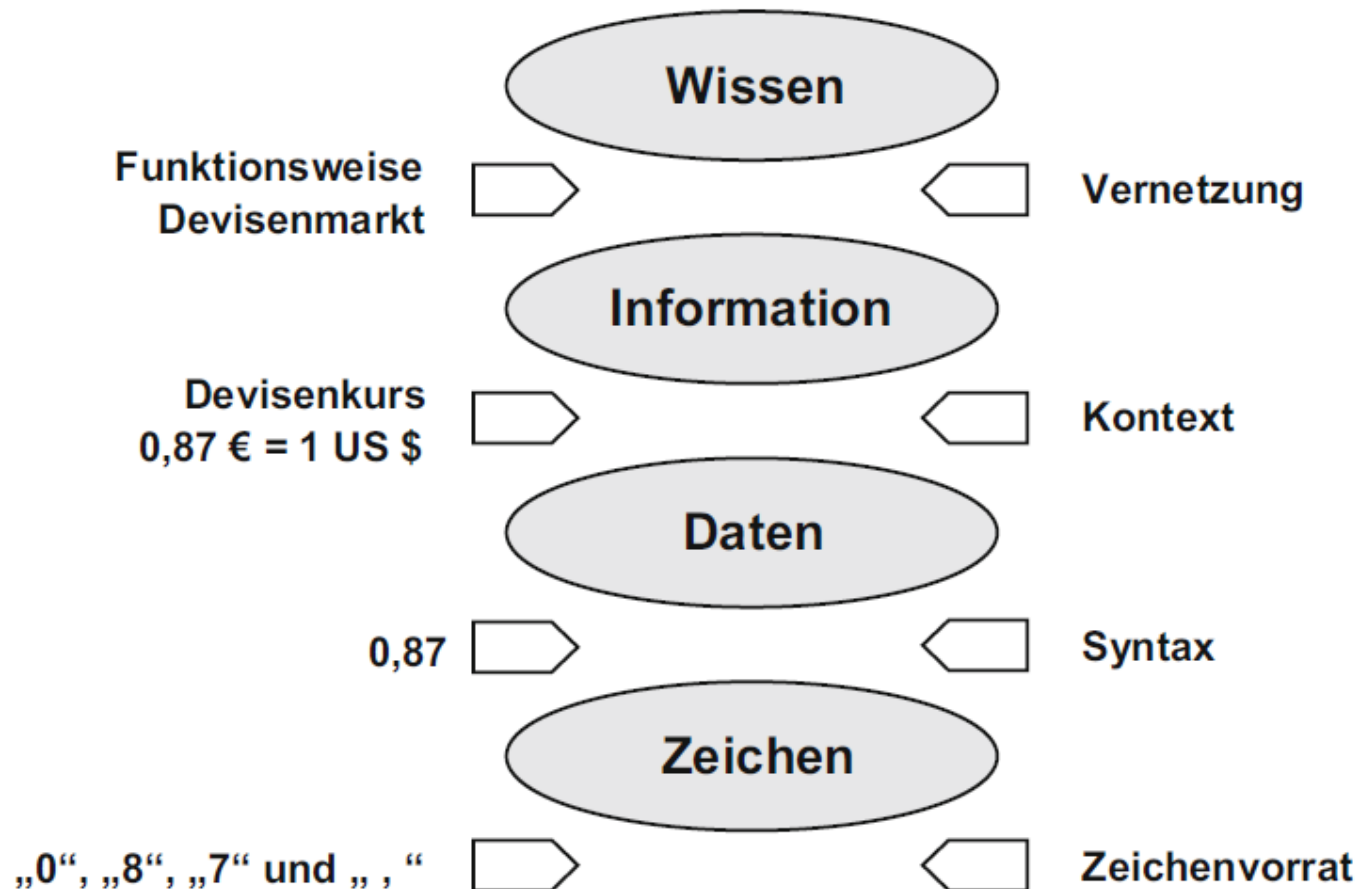 Wissen
Funktionsweise
Devisenmarkt
Vernetzung
Information
Devisenkurs
0,87 € = 1 US $
Kontext
Daten
0,87
Syntax
Zeichen
„0“, „8“, „7“ und „ , “
Zeichenvorrat